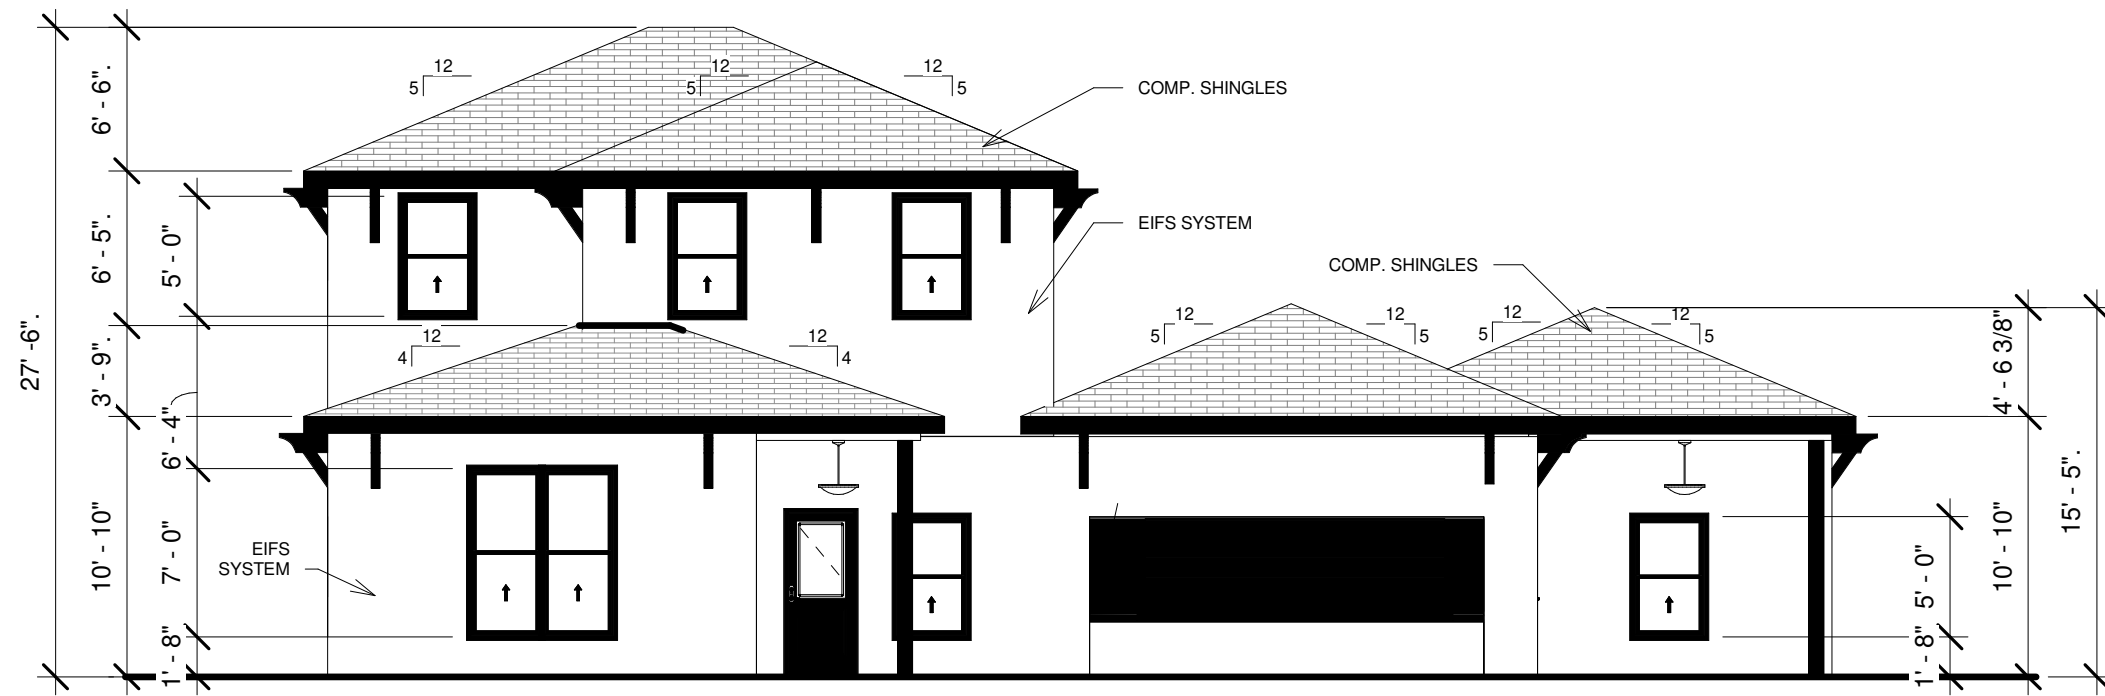 12
5
12
5
12
5
COMP. SHINGLES
EIFS SYSTEM
COMP. SHINGLES
12
5
12
5
12
5
12
5
12
4
12
4
EIFS
SYSTEM
27' -6".
6' - 6".
6' - 5".
3' - 9".
10' - 10"
5' - 0"
6' - 4"
7' - 0"
1' - 8"
5' - 0"
1' - 8"
4' - 6 3/8"
10' - 10"
15' - 5".